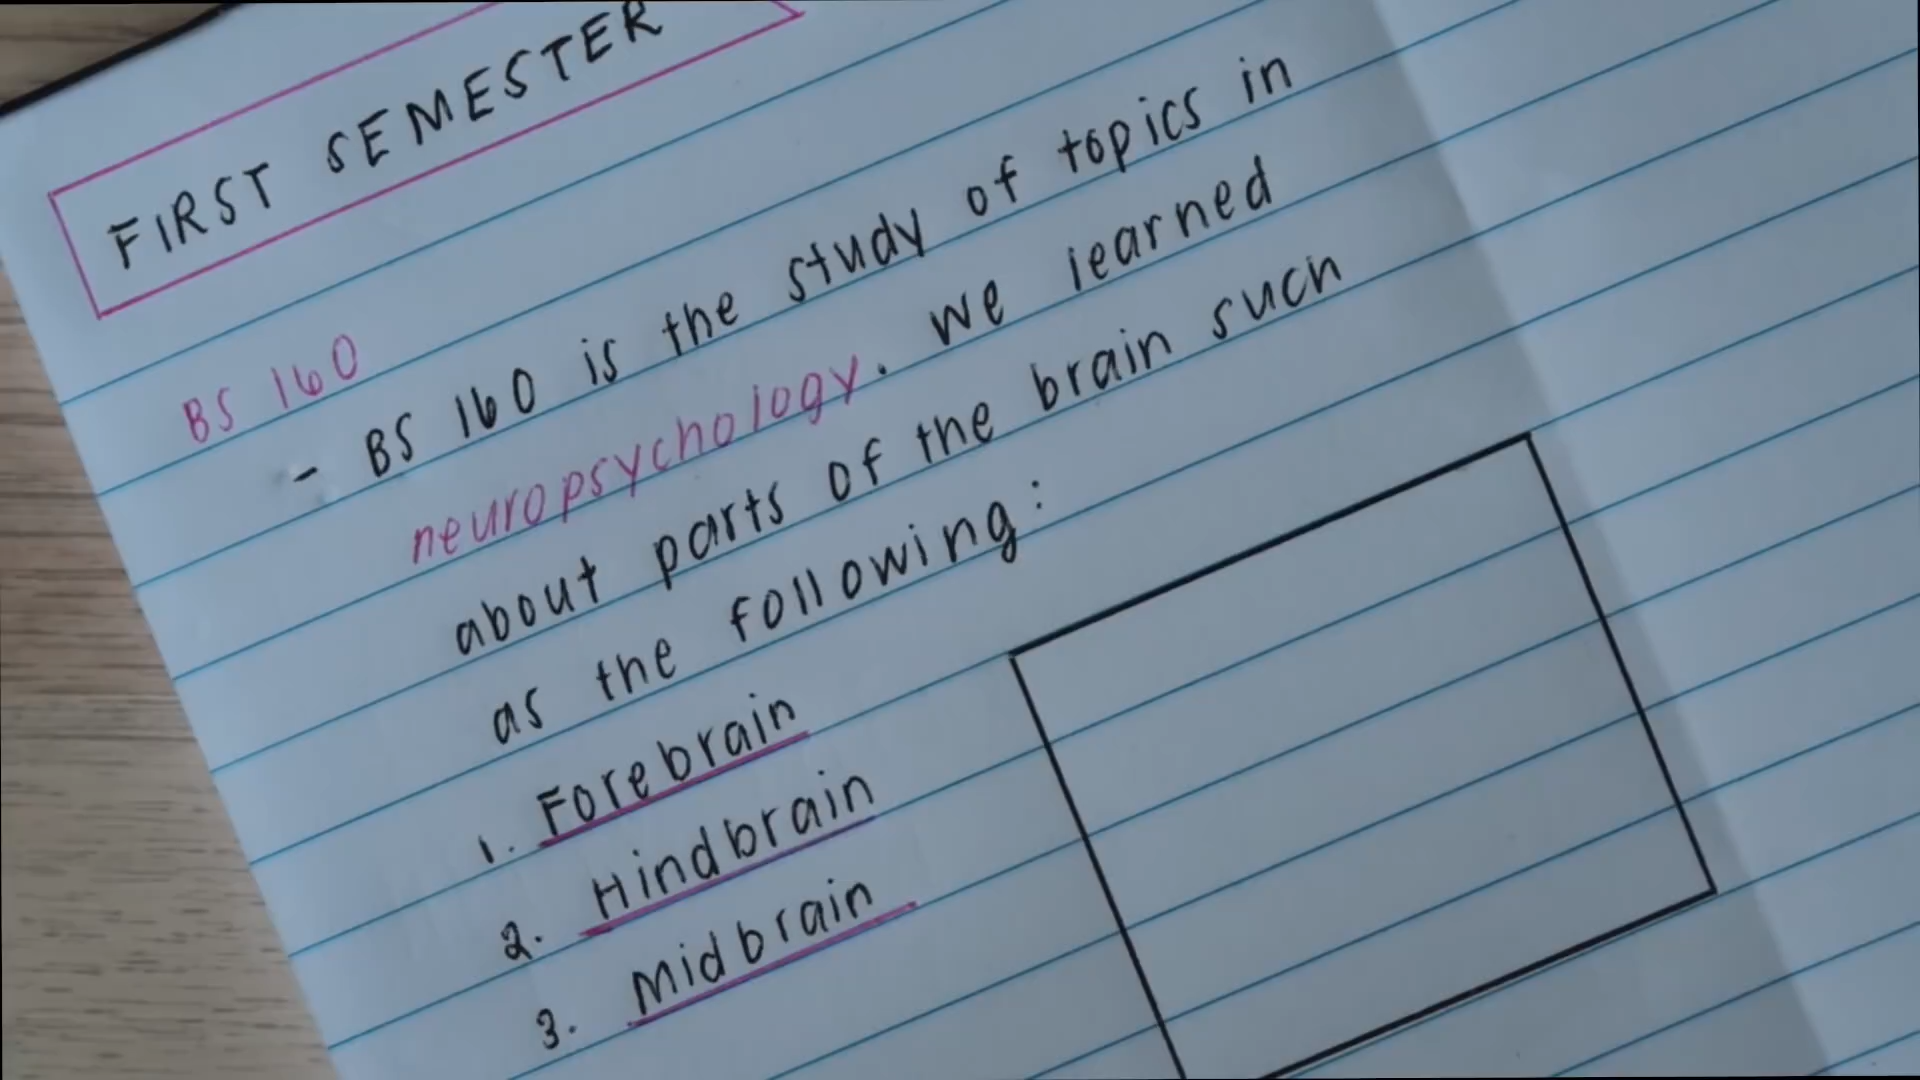 FIRST SEMESTER
BS 160
- BS 160 is the study of topics in
neuropsychology. We learned
about parts of the brain such
as the following:
1. Forebrain
2. Hindbrain
3. Midbrain